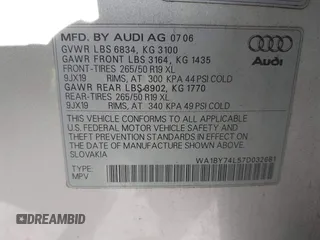 MFD. BY AUDI AG 07 06
GVWR LBS 6834, KG 3100
GAWR FRONT LBS 3164, KG 1435
FRONT-TIRES 265/50 R19 XL
9JX19 RIMS, AT 300 KPA 44 PSI COLD
GAWR REAR LBS 3902, KG 1770
REAR-TIRES 265/50 R19 XL
9JX19 RIMS, AT 340 KPA 49 PSI COLD
Audi
THIS VEHICLE CONFORMS TO ALL APPLICABLE
U.S. FEDERAL MOTOR VEHICLE SAFETY AND
THEFT PREVENTION STANDARDS IN EFFECT ON
THE DATE OF MANUFACTURE SHOWN ABOVE.
SLOVAKIA
TYPE:
MPV
AUTOBIDMASTER